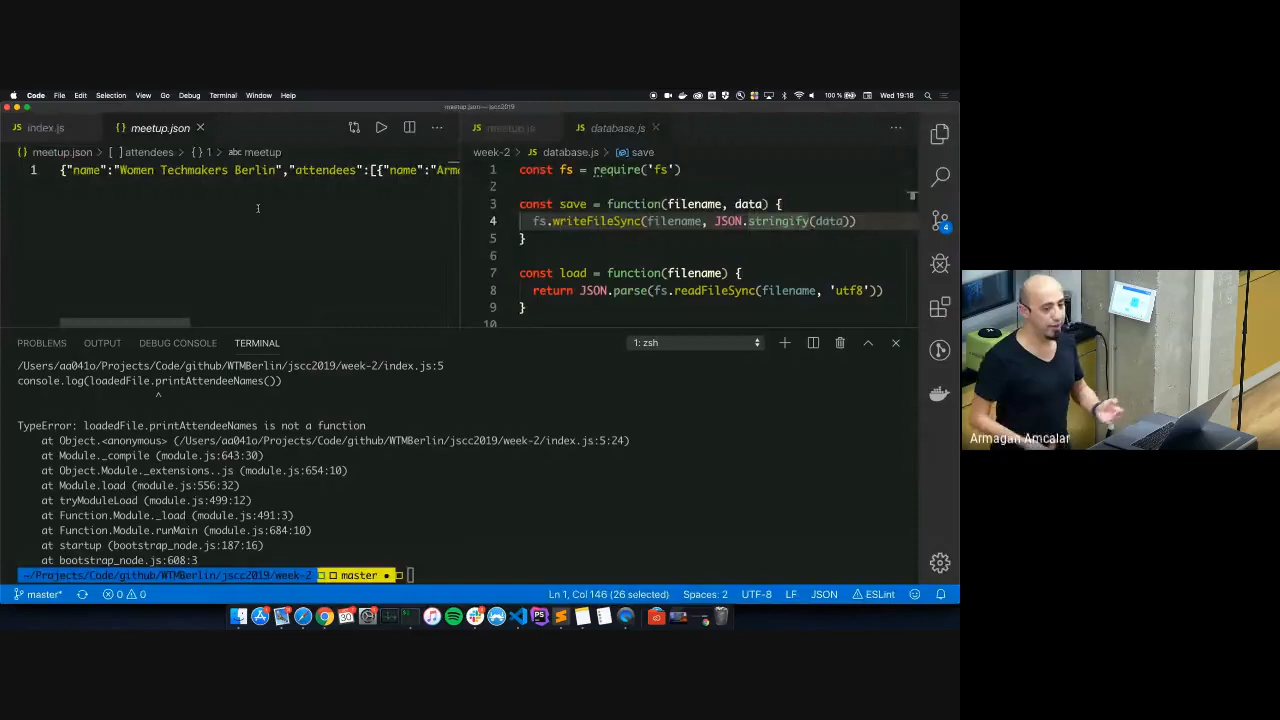 Code File Edit Selection View Go Debug Terminal Window Help
100 % Wed 19:18
meetup.json — jscc2019
JS index.js {} meetup.json
JS meetup.js JS database.js
{} meetup.json > [ ] attendees > {} 1 > abc meetup
week-2 > JS database.js > save
1 {"name":"Women Techmakers Berlin","attendees":[{"name":"Arma
1 const fs = require('fs')
2
3 const save = function(filename, data) {
4 fs.writeFileSync(filename, JSON.stringify(data))
5 }
6
7 const load = function(filename) {
8 return JSON.parse(fs.readFileSync(filename, 'utf8'))
9 }
10
4
PROBLEMS OUTPUT DEBUG CONSOLE TERMINAL 1: zsh
/Users/aa041o/Projects/Code/github/WTMBerlin/jscc2019/week-2/index.js:5
console.log(loadedFile.printAttendeeNames())
^
TypeError: loadedFile.printAttendeeNames is not a function
at Object.<anonymous> (/Users/aa041o/Projects/Code/github/WTMBerlin/jscc2019/week-2/index.js:5:24)
at Module._compile (module.js:643:30)
at Object.Module._extensions..js (module.js:654:10)
at Module.load (module.js:556:32)
at tryModuleLoad (module.js:499:12)
at Function.Module._load (module.js:491:3)
at Function.Module.runMain (module.js:684:10)
at startup (bootstrap_node.js:187:16)
at bootstrap_node.js:608:3
~/Projects/Code/github/WTMBerlin/jscc2019/week-2 master
master* 0 0 Ln 1, Col 146 (26 selected) Spaces: 2 UTF-8 LF JSON ESLint
Armagan Amcalar